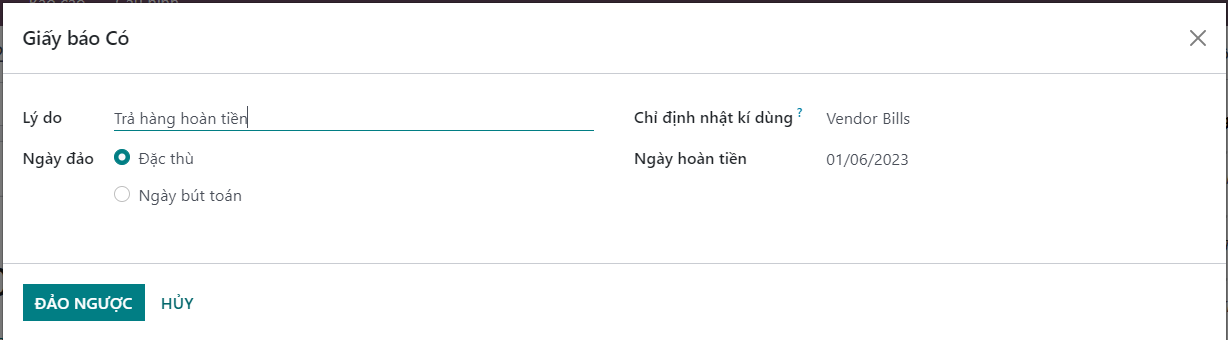 Giấy báo Có
Lý do Trả hàng hoàn tiền Chỉ định nhật kí dùng ? Vendor Bills
Ngày đảo Đặc thù Ngày hoàn tiền 01/06/2023
Ngày bút toán
ĐẢO NGƯỢC HỦY